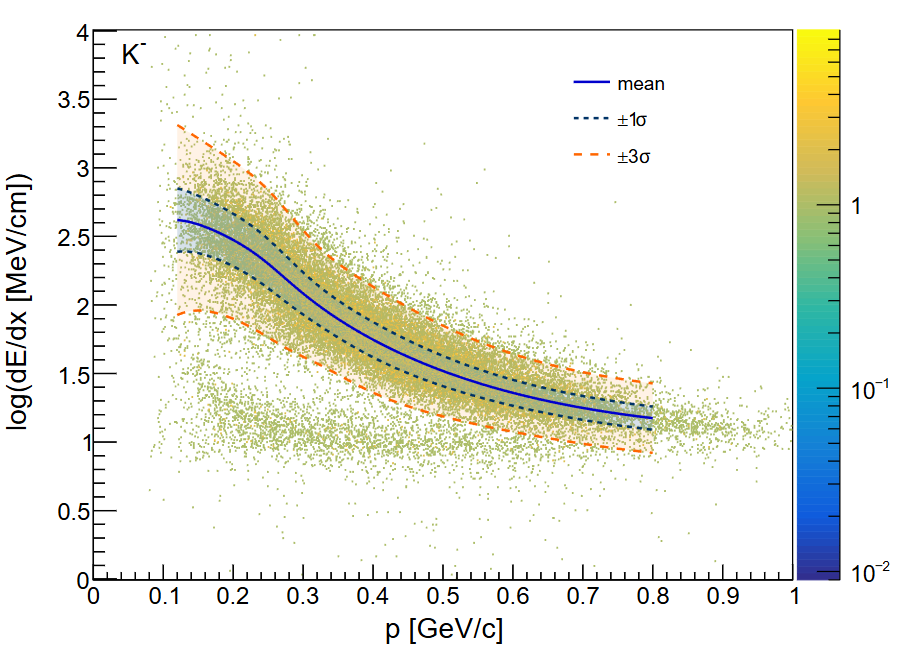 K⁻
mean
±1σ
±3σ
log(dE/dx [MeV/cm])
4
3.5
3
2.5
2
1.5
1
0.5
0
0 0.1 0.2 0.3 0.4 0.5 0.6 0.7 0.8 0.9 1
p [GeV/c]
1
10⁻¹
10⁻²